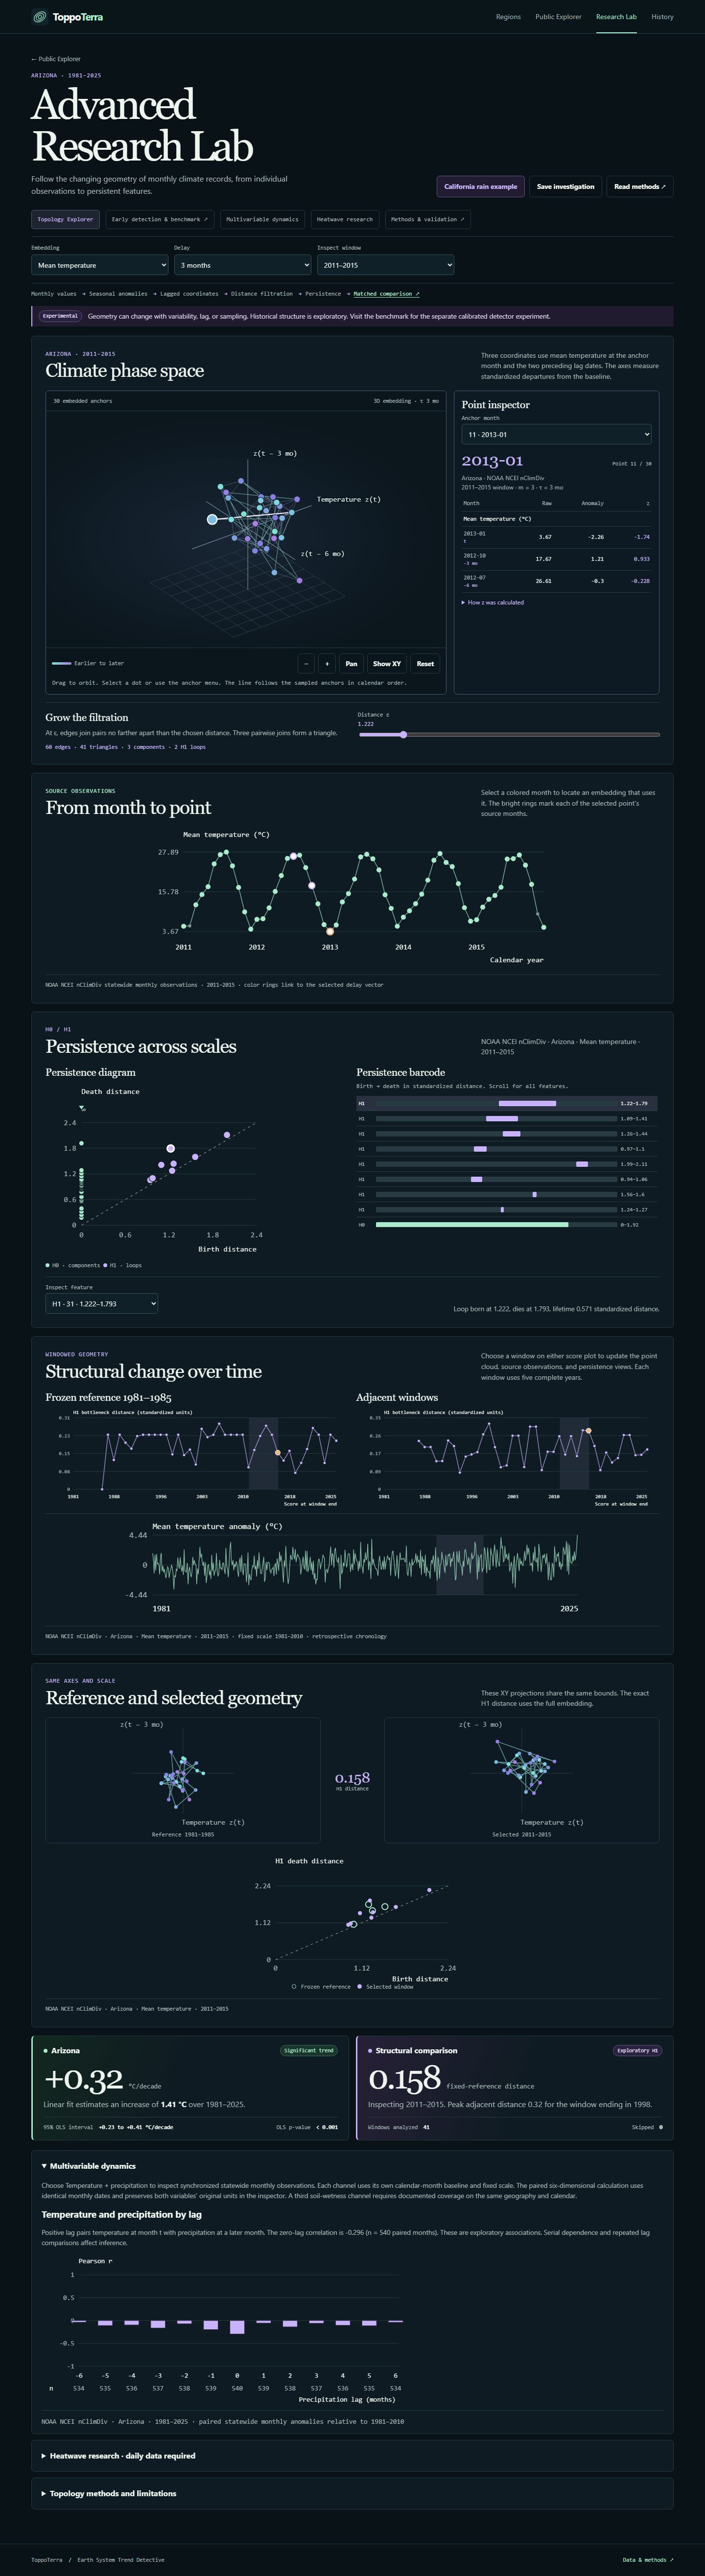 ToppoTerra
Regions
Public Explorer
Research Lab
History
← Public Explorer
ARIZONA · 1981–2025
Advanced
Research Lab
Follow the changing geometry of monthly climate records, from individual
observations to persistent features.
California rain example
Save investigation
Read methods ↗
Topology Explorer
Early detection & benchmark ↗
Multivariable dynamics
Heatwave research
Methods & validation ↗
Embedding
Delay
Inspect window
Mean temperature
3 months
2011–2015
Monthly values → Seasonal anomalies → Lagged coordinates → Distance filtration → Persistence → Matched comparison ↗
Experimental
Geometry can change with variability, lag, or sampling. Historical structure is exploratory. Visit the benchmark for the separate calibrated detector experiment.
ARIZONA · 2011–2015
Climate phase space
Three coordinates use mean temperature at the anchor
month and the two preceding lag dates. The axes measure
standardized departures from the baseline.
30 embedded anchors
3D embedding · τ 3 mo
z(t − 3 mo)
Temperature z(t)
z(t − 6 mo)
Earlier to later
−
+
Pan
Show XY
Reset
Drag to orbit. Select a dot or use the anchor menu. The line follows the sampled anchors in calendar order.
Point inspector
Anchor month
11 · 2013-01
2013-01
Point 11 / 30
Arizona · NOAA NCEI nClimDiv
2011–2015 window · m = 3 · τ = 3 mo
Month Raw Anomaly z
Mean temperature (°C)
2013-01 3.67 -2.26 -1.74
t
2012-10 17.67 1.21 0.933
-3 mo
2012-07 26.61 -0.3 -0.228
-6 mo
▸ How z was calculated
Grow the filtration
At ε, edges join pairs no farther apart than the chosen distance. Three pairwise joins form a triangle.
60 edges · 41 triangles · 3 components · 2 H1 loops
Distance ε
1.222
SOURCE OBSERVATIONS
From month to point
Select a colored month to locate an embedding that uses
it. The bright rings mark each of the selected point's
source months.
Mean temperature (°C)
27.89
15.78
3.67
2011 2012 2013 2014 2015
Calendar year
NOAA NCEI nClimDiv statewide monthly observations · 2011–2015 · color rings link to the selected delay vector
H0 / H1
Persistence across scales
NOAA NCEI nClimDiv · Arizona · Mean temperature ·
2011–2015
Persistence diagram
Death distance
∞
2.4
1.8
1.2
0.6
0
0 0.6 1.2 1.8 2.4
Birth distance
H0 · components
H1 · loops
Persistence barcode
Birth → death in standardized distance. Scroll for all features.
H1 1.22–1.79
H1 1.09–1.41
H1 1.26–1.44
H1 0.97–1.1
H1 1.99–2.11
H1 0.94–1.06
H1 1.56–1.6
H1 1.24–1.27
H0 0–1.92
Inspect feature
H1 · 31 · 1.222–1.793
Loop born at 1.222, dies at 1.793, lifetime 0.571 standardized distance.
WINDOWED GEOMETRY
Structural change over time
Choose a window on either score plot to update the point
cloud, source observations, and persistence views. Each
window uses five complete years.
Frozen reference 1981–1985
H1 bottleneck distance (standardized units)
0.31
0.23
0.15
0.08
0
1981 1988 1996 2003 2010 2018 2025
Score at window end
Adjacent windows
H1 bottleneck distance (standardized units)
0.35
0.26
0.17
0.09
0
1981 1988 1996 2003 2010 2018 2025
Score at window end
Mean temperature anomaly (°C)
4.44
0
-4.44
1981 2025
NOAA NCEI nClimDiv · Arizona · Mean temperature · 2011–2015 · fixed scale 1981–2010 · retrospective chronology
SAME AXES AND SCALE
Reference and selected geometry
These XY projections share the same bounds. The exact
H1 distance uses the full embedding.
z(t − 3 mo)
Temperature z(t)
Reference 1981–1985
0.158
H1 distance
z(t − 3 mo)
Temperature z(t)
Selected 2011–2015
H1 death distance
2.24
1.12
0
0 1.12 2.24
Birth distance
Frozen reference
Selected window
NOAA NCEI nClimDiv · Arizona · Mean temperature · 2011–2015
Arizona
Significant trend
+0.32 °C/decade
Linear fit estimates an increase of 1.41 °C over 1981–2025.
95% OLS interval +0.23 to +0.41 °C/decade
OLS p-value < 0.001
Structural comparison
Exploratory H1
0.158 fixed-reference distance
Inspecting 2011–2015. Peak adjacent distance 0.32 for the window ending in 1998.
Windows analyzed 41
Skipped 0
▼ Multivariable dynamics
Choose Temperature + precipitation to inspect synchronized statewide monthly observations. Each channel uses its own calendar-month baseline and fixed scale. The paired six-dimensional calculation uses
identical monthly dates and preserves both variables' original units in the inspector. A third soil-wetness channel requires documented coverage on the same geography and calendar.
Temperature and precipitation by lag
Positive lag pairs temperature at month t with precipitation at a later month. The zero-lag correlation is -0.296 (n = 540 paired months). These are exploratory associations. Serial dependence and repeated lag
comparisons affect inference.
Pearson r
1
0.5
0
-0.5
-1
-6 -5 -4 -3 -2 -1 0 1 2 3 4 5 6
n 534 535 536 537 538 539 540 539 538 537 536 535 534
Precipitation lag (months)
NOAA NCEI nClimDiv · Arizona · 1981–2025 · paired statewide monthly anomalies relative to 1981–2010
▶ Heatwave research · daily data required
▶ Topology methods and limitations
ToppoTerra / Earth System Trend Detective
Data & methods ↗